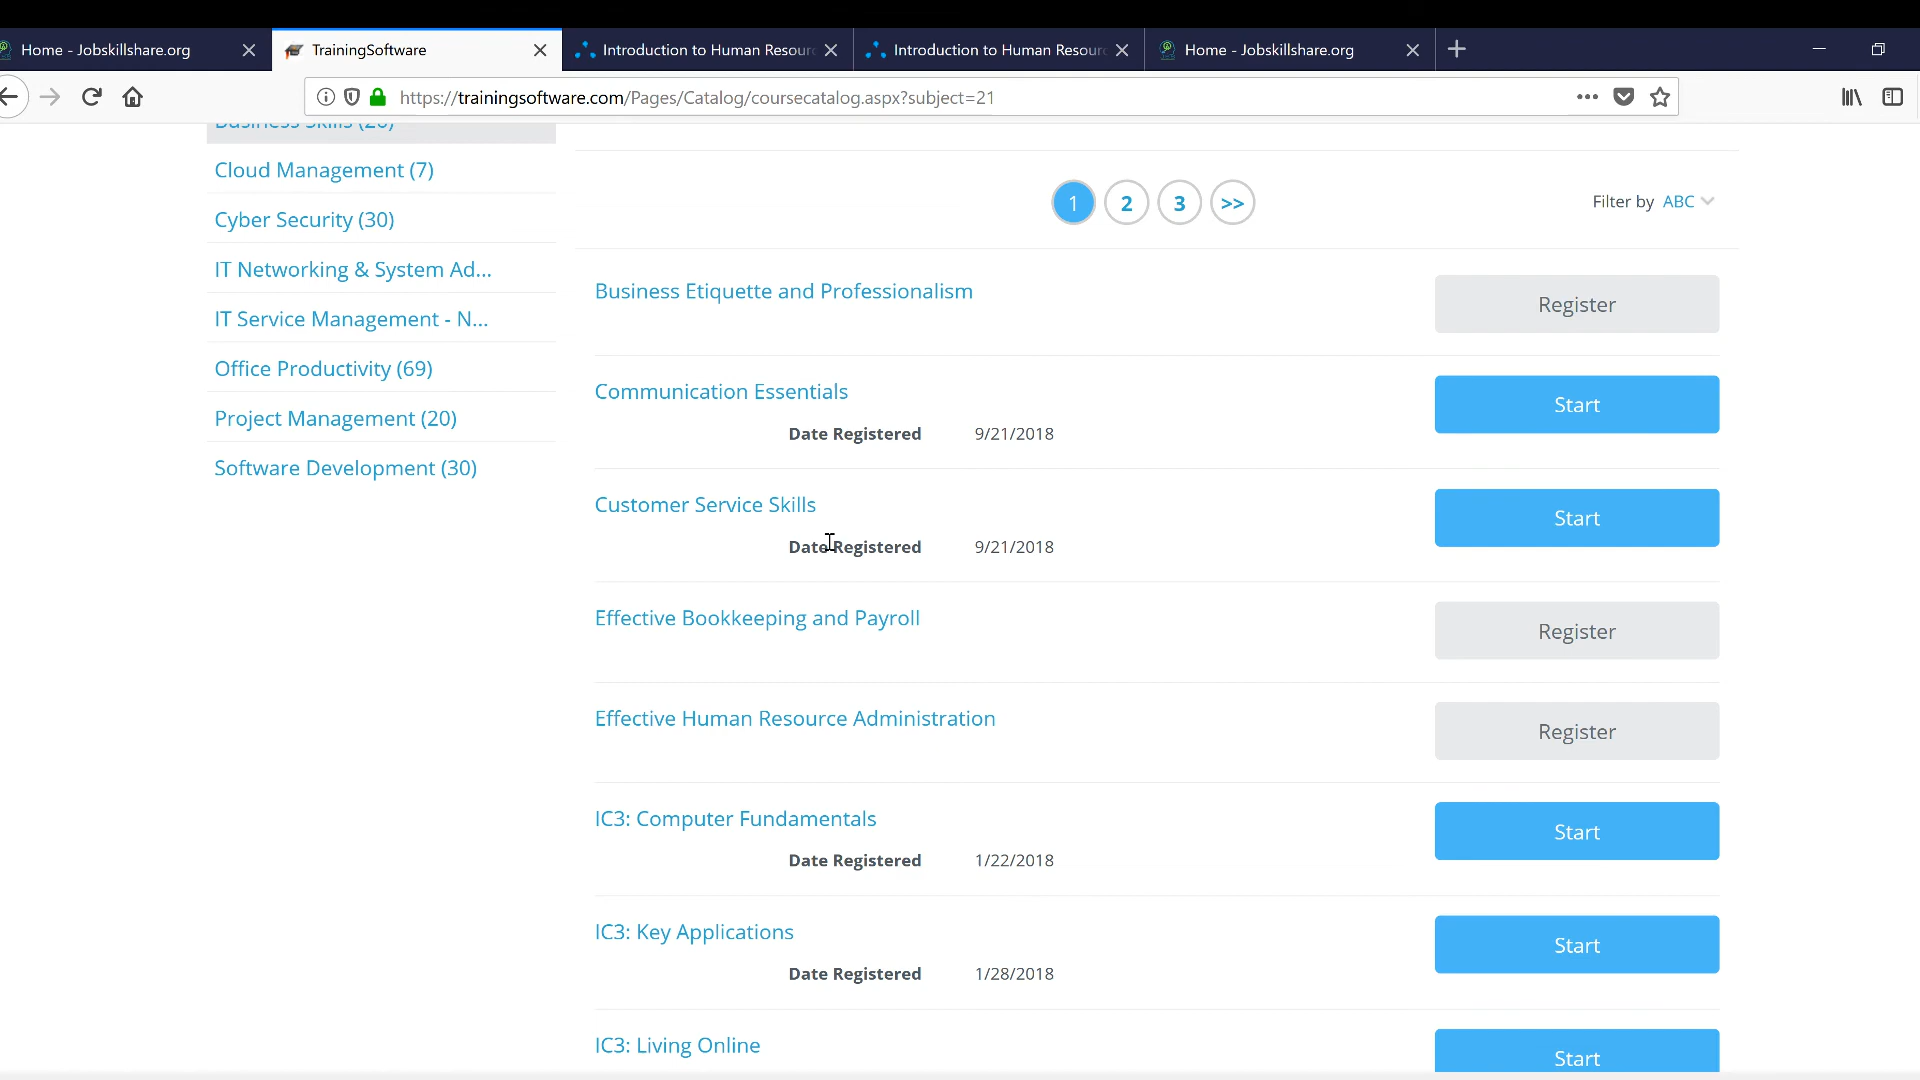 Home - Jobskillshare.org
TrainingSoftware
Introduction to Human Resour
Introduction to Human Resour
Home - Jobskillshare.org
https://trainingsoftware.com/Pages/Catalog/coursecatalog.aspx?subject=21
Business Skills (26)
Cloud Management (7)
Cyber Security (30)
IT Networking & System Ad...
IT Service Management - N...
Office Productivity (69)
Project Management (20)
Software Development (30)
1 2 3 >>
Filter by ABC
Business Etiquette and Professionalism
Register
Communication Essentials
Start
Date Registered 9/21/2018
Customer Service Skills
Start
Date Registered 9/21/2018
Effective Bookkeeping and Payroll
Register
Effective Human Resource Administration
Register
IC3: Computer Fundamentals
Start
Date Registered 1/22/2018
IC3: Key Applications
Start
Date Registered 1/28/2018
IC3: Living Online
Start